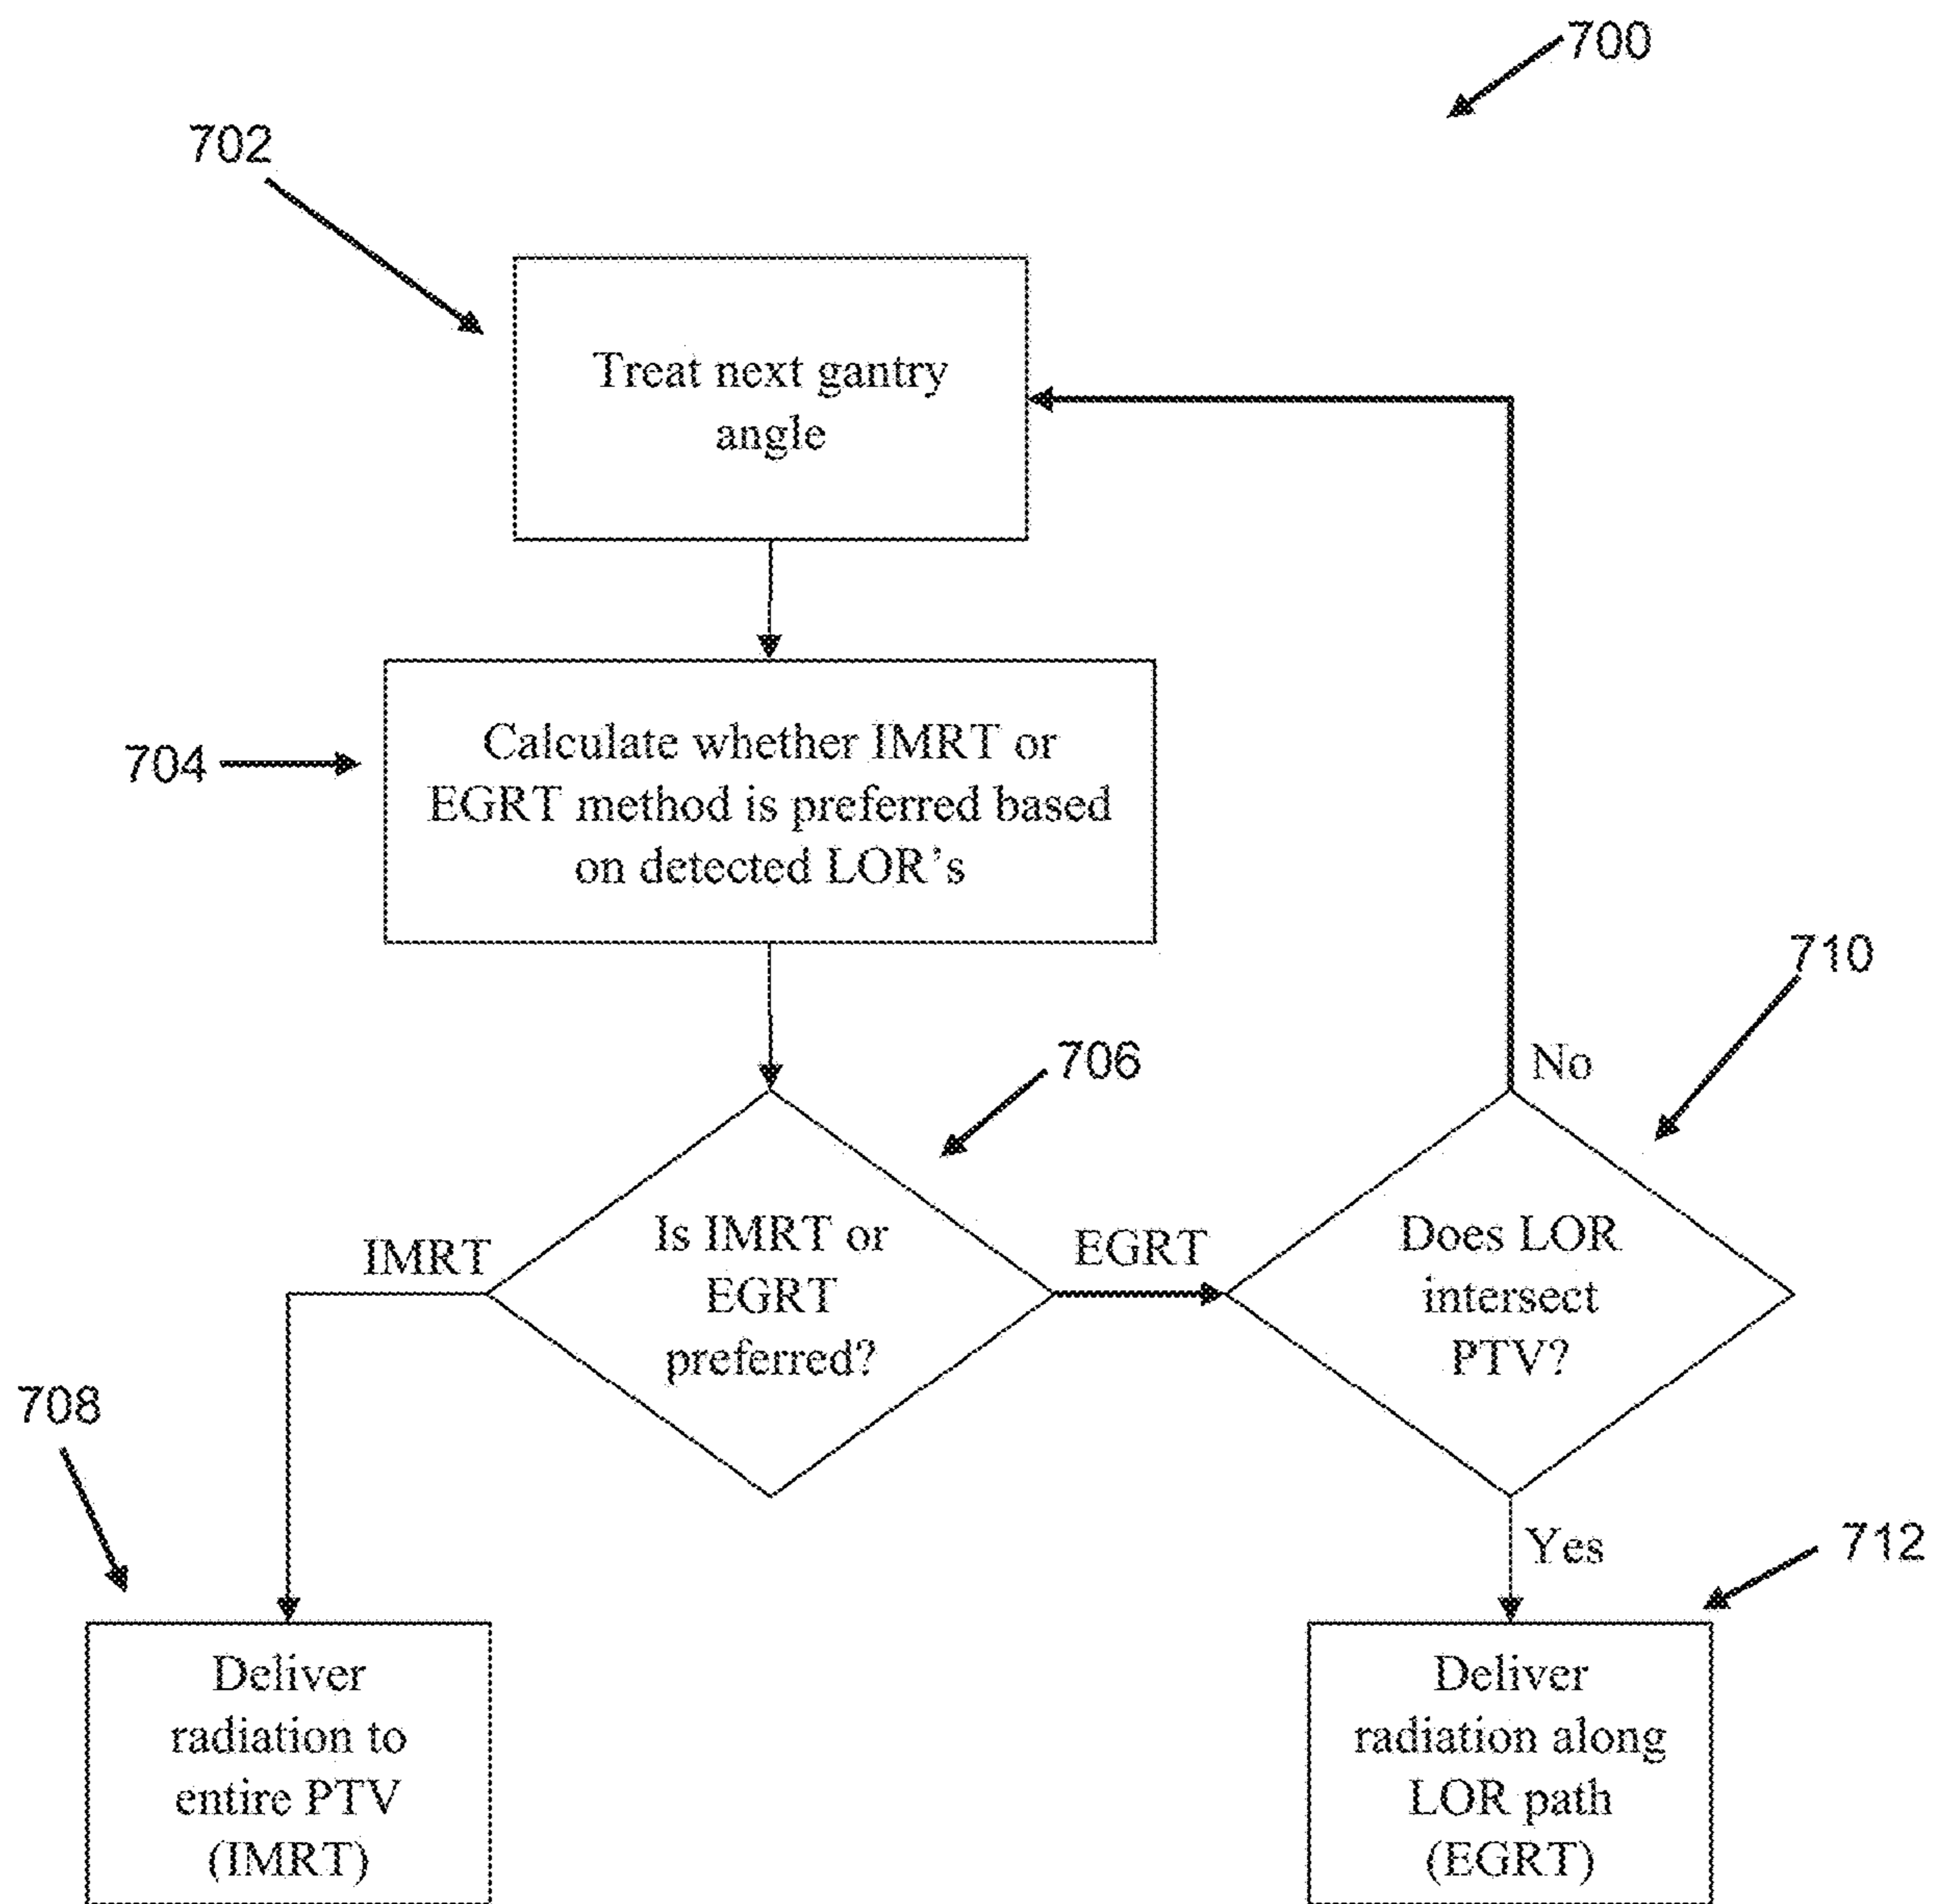 700
702
Treat next gantry
angle
704
Calculate whether IMRT or
EGRT method is preferred based
on detected LOR's
710
706
No
IMRT
Is IMRT or
EGRT
preferred?
EGRT
Does LOR
intersect
PTV?
708
Yes
712
Deliver
radiation to
entire PTV
(IMRT)
Deliver
radiation along
LOR path
(EGRT)